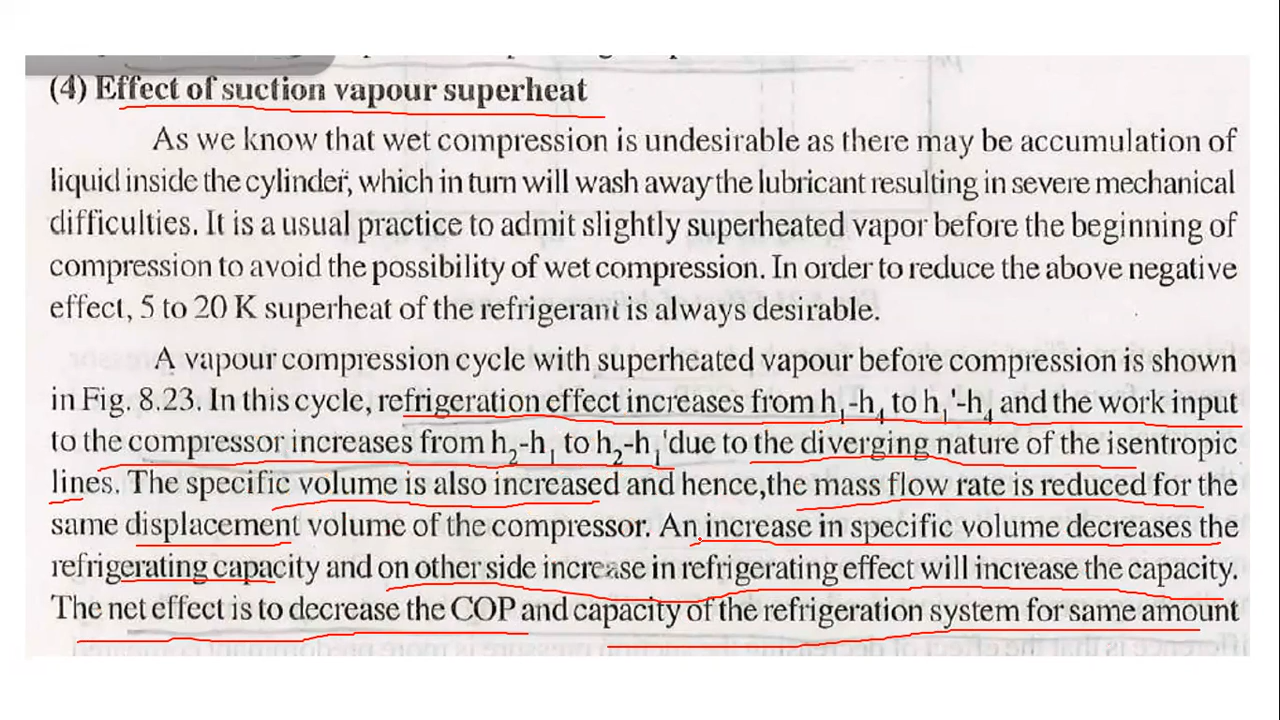 (4) Effect of suction vapour superheat
As we know that wet compression is undesirable as there may be accumulation of
liquid inside the cylinder, which in turn will wash away the lubricant resulting in severe mechanical
difficulties. It is a usual practice to admit slightly superheated vapor before the beginning of
compression to avoid the possibility of wet compression. In order to reduce the above negative
effect, 5 to 20 K superheat of the refrigerant is always desirable.
A vapour compression cycle with superheated vapour before compression is shown
in Fig. 8.23. In this cycle, refrigeration effect increases from h₁-h₄ to h₁'-h₄ and the work input
to the compressor increases from h₂-h₁ to h₂-h₁' due to the diverging nature of the isentropic
lines. The specific volume is also increased and hence,the mass flow rate is reduced for the
same displacement volume of the compressor. An increase in specific volume decreases the
refrigerating capacity and on other side increase in refrigerating effect will increase the capacity.
The net effect is to decrease the COP and capacity of the refrigeration system for same amount